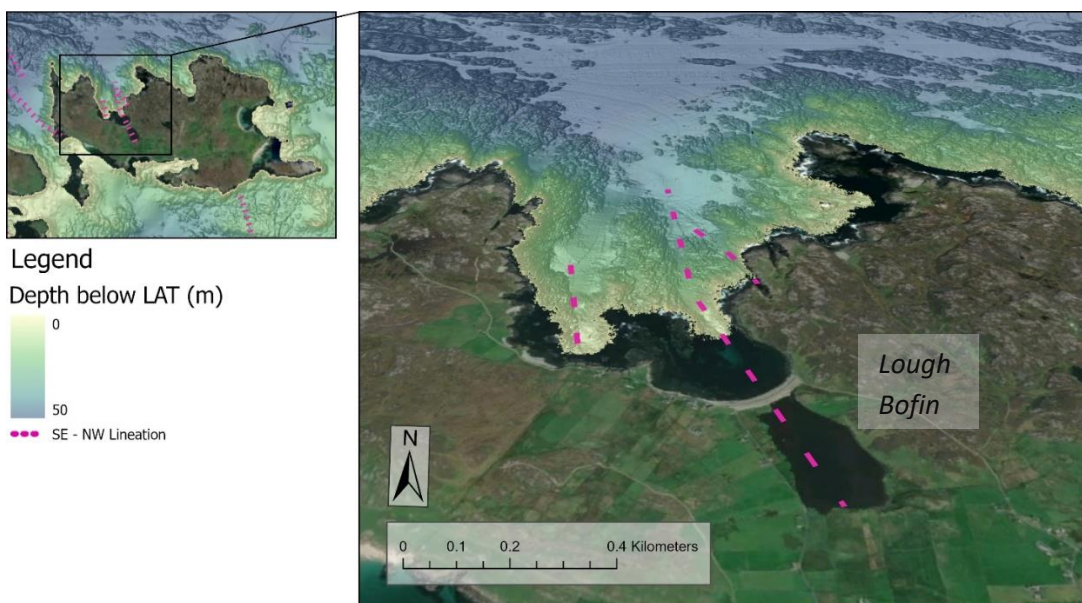 Legend
Depth below LAT (m)
0
50
SE - NW Lineation
Lough
Bofin
N
0 0.1 0.2 0.4 Kilometers